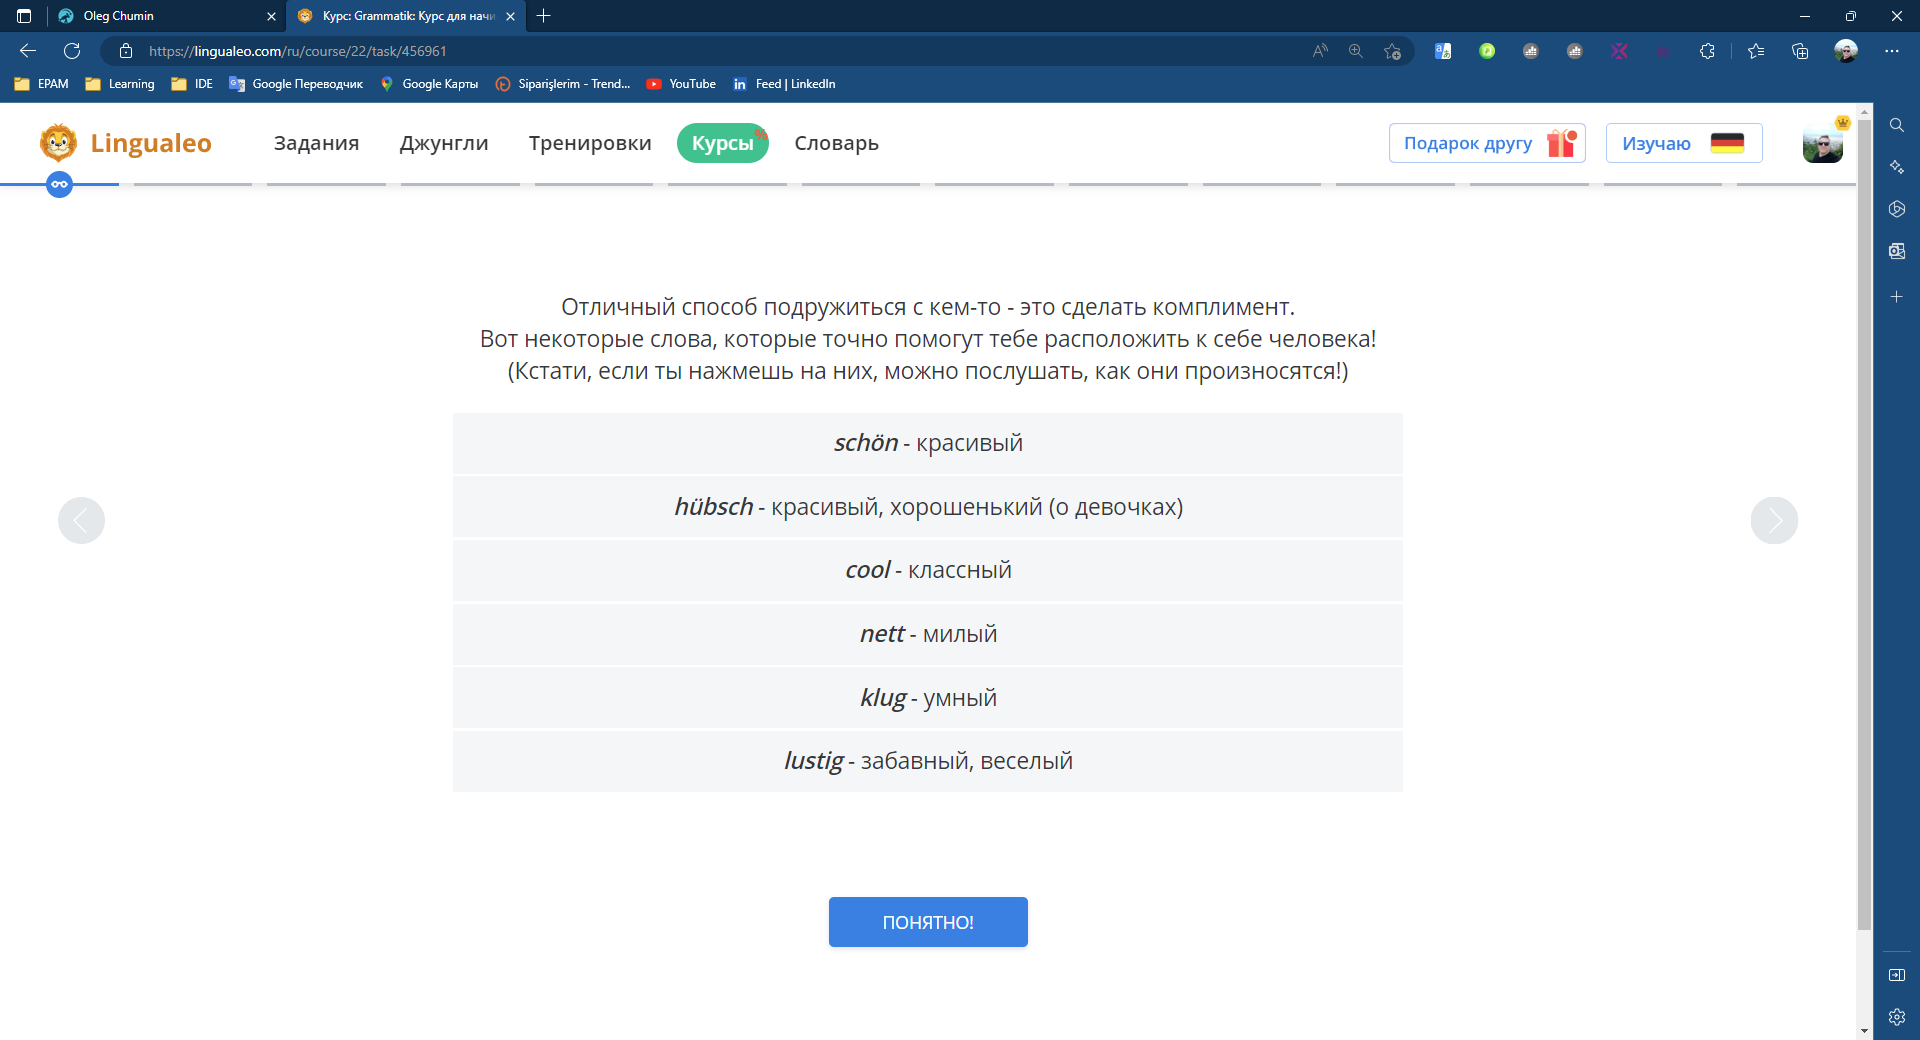 Oleg Chumin
Курс: Grammatik: Курс для начи
https://lingualeo.com/ru/course/22/task/456961
EPAM
Learning
IDE
Google Переводчик
Google Карты
Siparişlerim - Trend...
YouTube
Feed | LinkedIn
Lingualeo
Задания
Джунгли
Тренировки
Курсы
%
Словарь
Подарок другу
Изучаю
Отличный способ подружиться с кем-то - это сделать комплимент.
Вот некоторые слова, которые точно помогут тебе расположить к себе человека!
(Кстати, если ты нажмешь на них, можно послушать, как они произносятся!)
schön - красивый
hübsch - красивый, хорошенький (о девочках)
cool - классный
nett - милый
klug - умный
lustig - забавный, веселый
ПОНЯТНО!